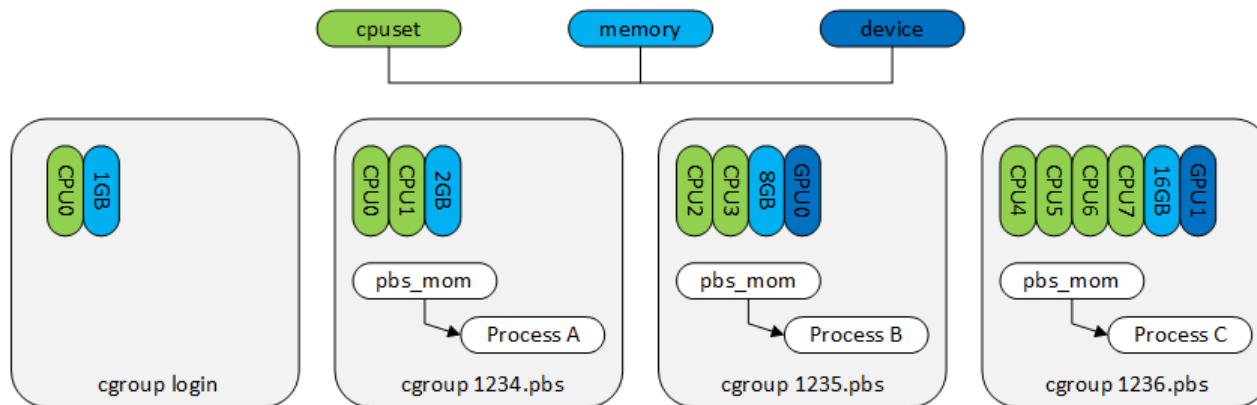 cpuset
memory
device
CPU0
1GB
cgroup login
CPU0
CPU1
2GB
pbs_mom
Process A
cgroup 1234.pbs
CPU2
CPU3
8GB
GPU0
pbs_mom
Process B
cgroup 1235.pbs
CPU4
CPU5
CPU6
CPU7
16GB
GPU1
pbs_mom
Process C
cgroup 1236.pbs